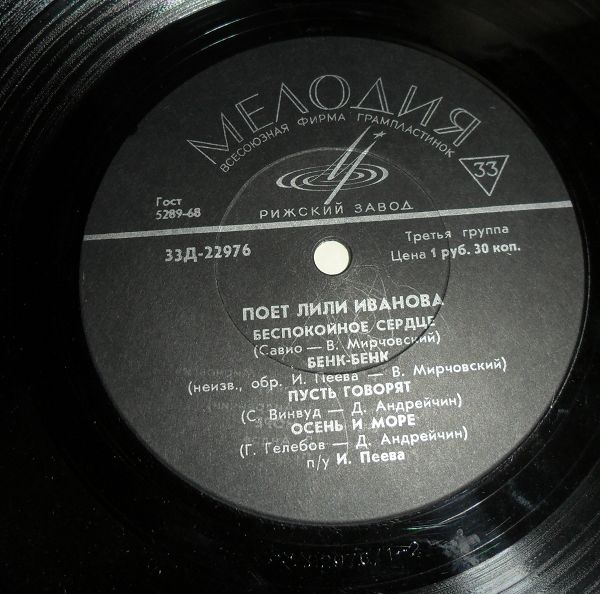 МЕЛОДИЯ
ВСЕСОЮЗНАЯ ФИРМА ГРАМПЛАСТИНОК
33
Гост
5289-68
РИЖСКИЙ ЗАВОД
33Д-22976
Третья группа
Цена 1 руб. 30 коп.
ПОЕТ ЛИЛИ ИВАНОВА
БЕСПОКОЙНОЕ СЕРДЦЕ
(Савио — В. Мирчовский)
БЕНК-БЕНК
(неизв., обр. И. Пеева — В. Мирчовский)
ПУСТЬ ГОВОРЯТ
(С. Винвуд — Д. Андрейчин)
ОСЕНЬ И МОРЕ
(Г. Гелебов — Д. Андрейчин)
п/у И. Пеева